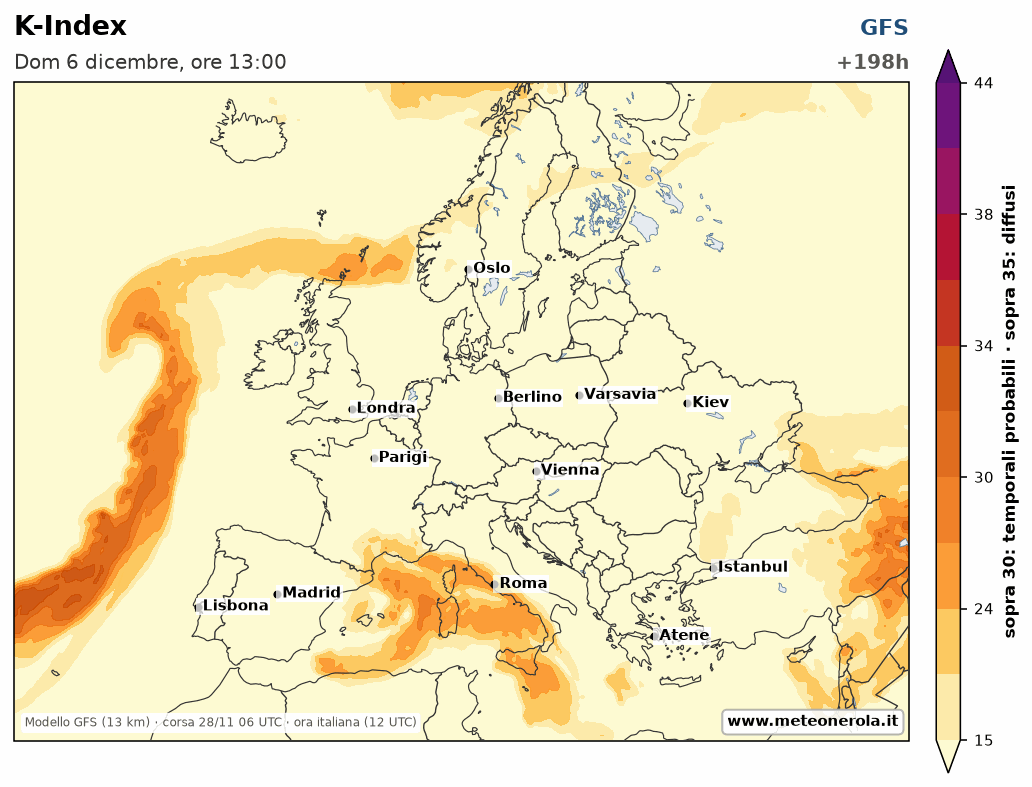 K-Index
GFS
Dom 6 dicembre, ore 13:00
+198h
44
38
34
30
24
15
sopra 30: temporali probabili · sopra 35: diffusi
Oslo
Berlino
Varsavia
Kiev
Londra
Parigi
Vienna
Istanbul
Roma
Madrid
Lisbona
Atene
Modello GFS (13 km) · corsa 28/11 06 UTC · ora italiana (12 UTC)
www.meteonerola.it